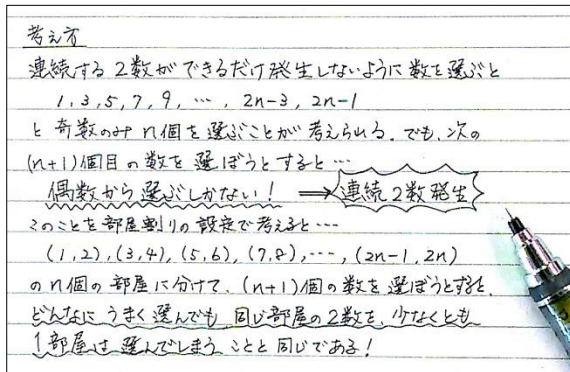 考え方
連続する2数ができるだけ発生しないように数を選ぶと
1, 3, 5, 7, 9, …, 2n-3, 2n-1
と奇数のみn個を選ぶことが考えられる。でも、次の
(n+1)個目の数を選ぼうとすると…
偶数から選ぶしかない! ⇒ 連続2数発生
このことを部屋割りの設定で考えると…
(1,2),(3,4),(5,6),(7,8),…,(2n-1,2n)
のn個の部屋に分けて、(n+1)個の数を選ぼうとすると、
どんなにうまく選んでも同じ部屋の2数を、少なくとも
1部屋は選んでしまうことと同じである!